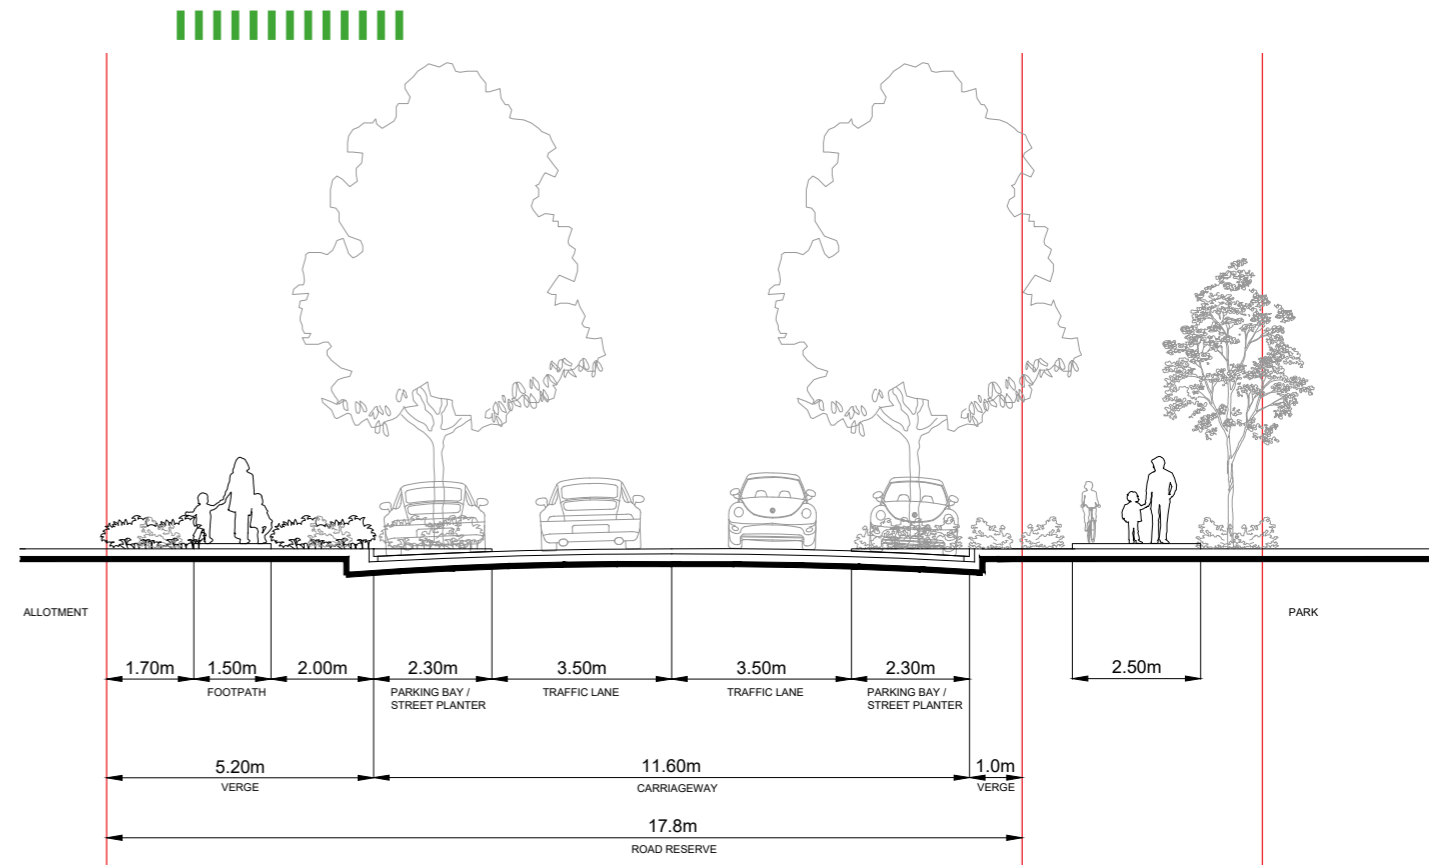 ALLOTMENT
PARK
1.70m
1.50m
2.00m
2.30m
3.50m
3.50m
2.30m
2.50m
FOOTPATH
PARKING BAY /
STREET PLANTER
TRAFFIC LANE
TRAFFIC LANE
PARKING BAY /
STREET PLANTER
5.20m
11.60m
1.0m
VERGE
CARRIAGEWAY
VERGE
17.8m
ROAD RESERVE